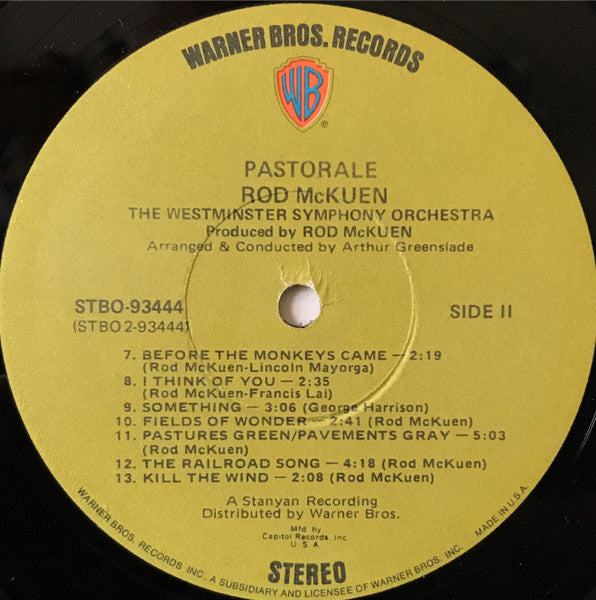 WARNER BROS. RECORDS
WB
®
PASTORALE
ROD McKUEN
THE WESTMINSTER SYMPHONY ORCHESTRA
Produced by ROD McKUEN
Arranged & Conducted by Arthur Greenslade
STBO-93444
(STBO 2-93444)
SIDE II
7. BEFORE THE MONKEYS CAME — 2:19
(Rod McKuen-Lincoln Mayorga)
8. I THINK OF YOU — 2:35
(Rod McKuen-Francis Lai)
9. SOMETHING — 3:06 (George Harrison)
10. FIELDS OF WONDER — 2:41 (Rod McKuen)
11. PASTURES GREEN/PAVEMENTS GRAY — 5:03
(Rod McKuen)
12. THE RAILROAD SONG — 4:18 (Rod McKuen)
13. KILL THE WIND — 2:08 (Rod McKuen)
A Stanyan Recording
Distributed by Warner Bros.
Mfd by
Capitol Records, Inc
U S A
STEREO
WARNER BROS. RECORDS INC., A SUBSIDIARY AND LICENSEE OF WARNER BROS. INC. MADE IN U.S.A.